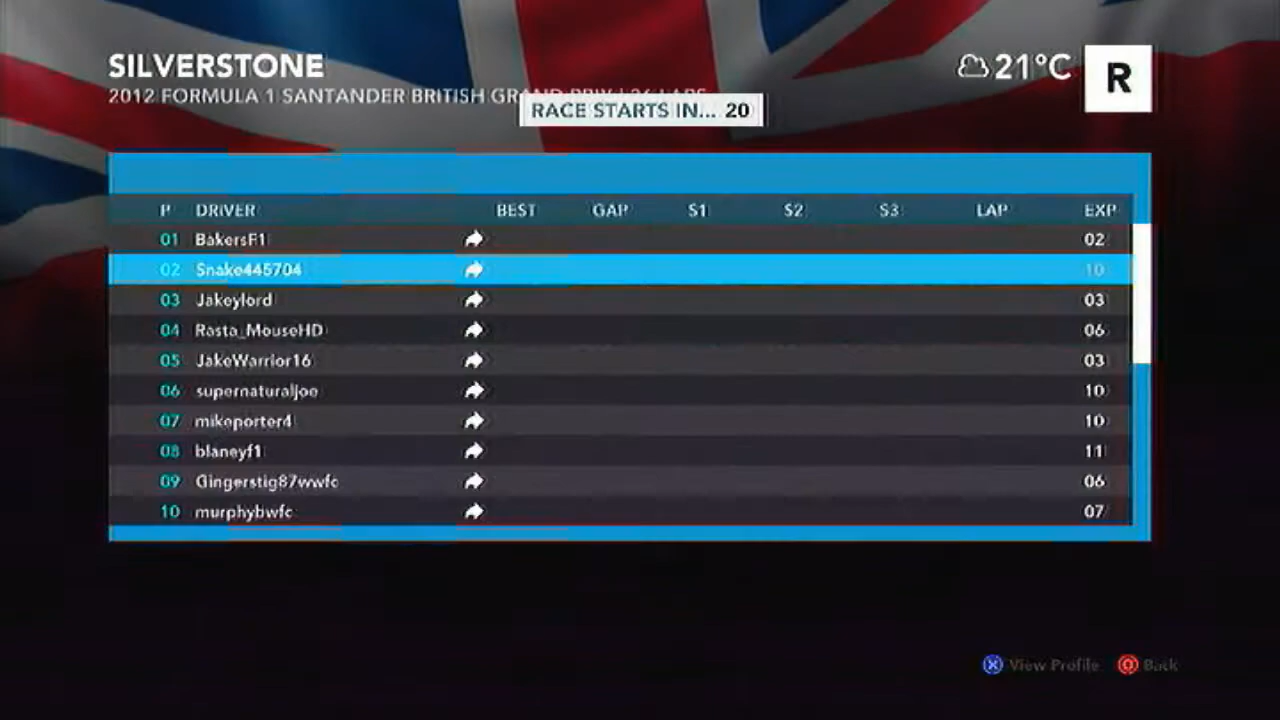 SILVERSTONE
21°C
R
2012 FORMULA 1 SANTANDER BRITISH
RACE STARTS IN... 20
P DRIVER BEST GAP S1 S2 S3 LAP EXP
01 BakersF1 02
02 Snake445704 10
03 Jakeylord 03
04 Rasta_MouseHD 06
05 JakeWarrior16 03
06 supernaturaljoe 10
07 mikeporter4 10
08 blaneyf1 11
09 Gingerstig87wwfc 06
10 murphybwfc 07
View Profile Back